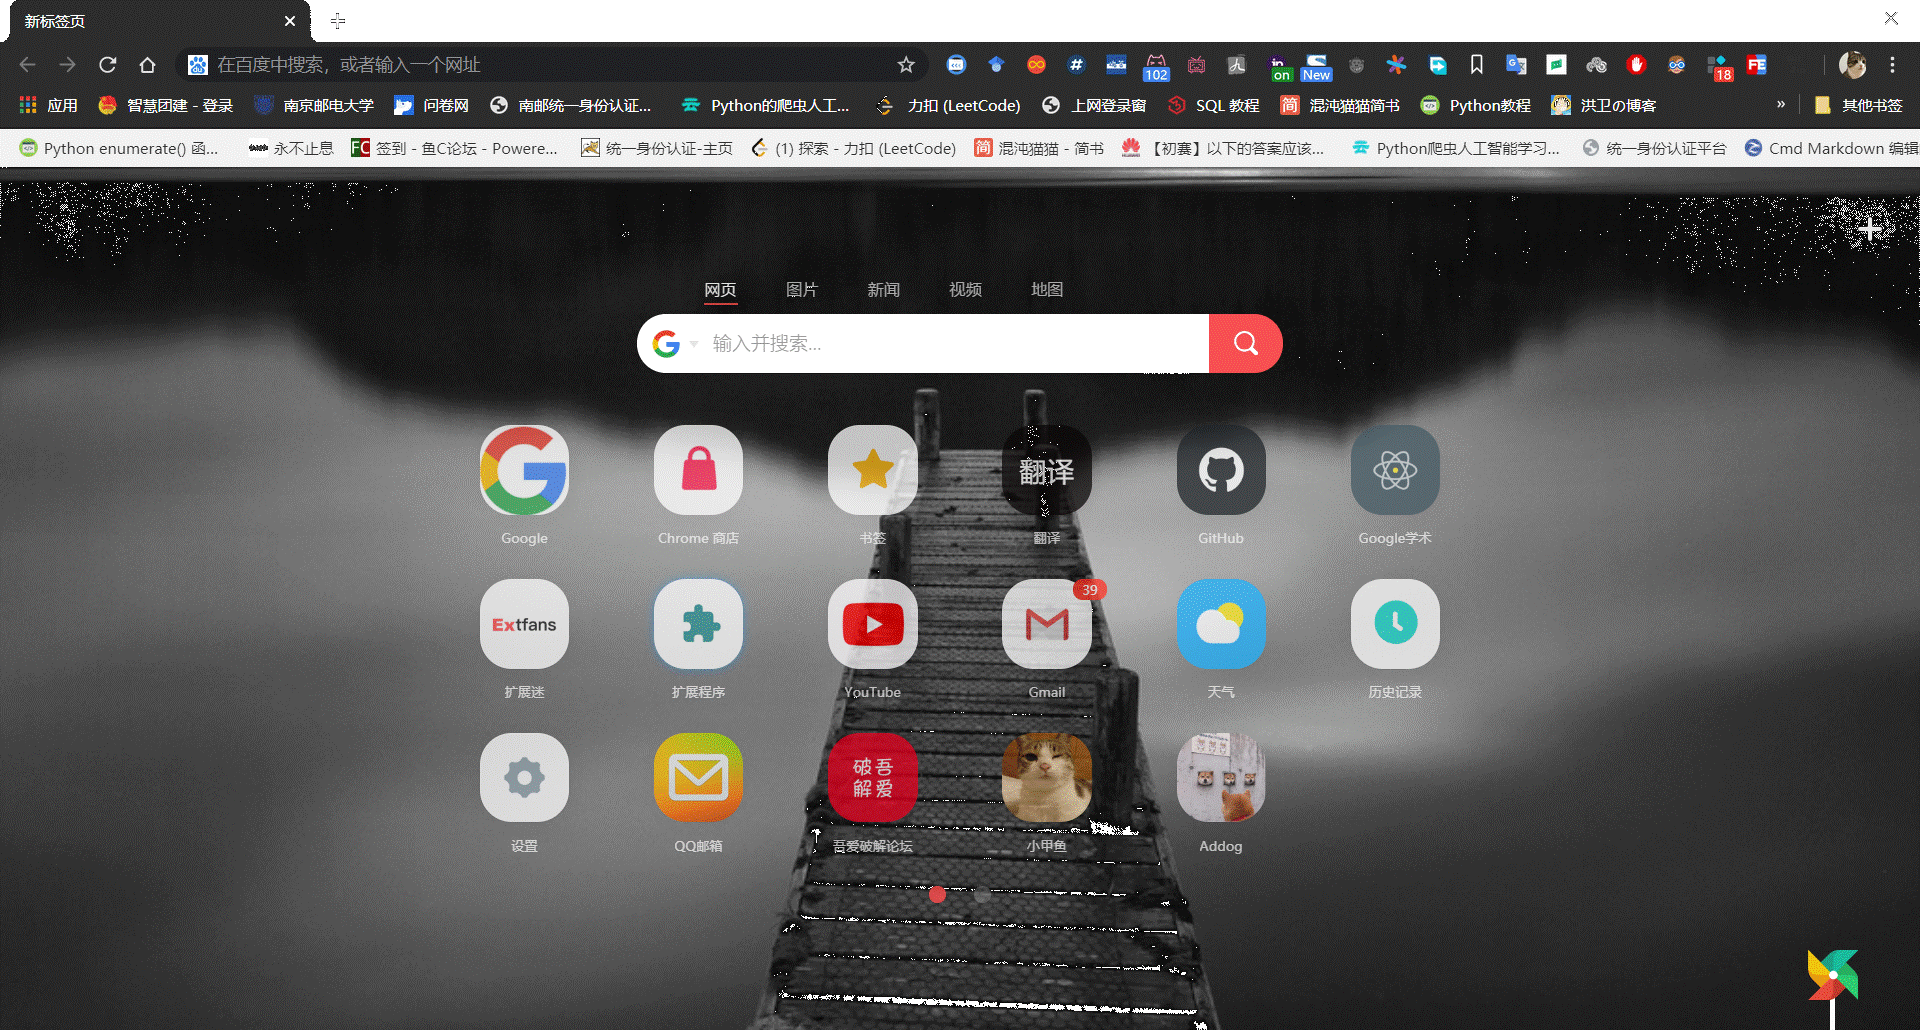 新标签页
在百度中搜索，或者输入一个网址
102
on
New
18
FE
应用
智慧团建 - 登录
南京邮电大学
问卷网
南邮统一身份认证...
Python的爬虫人工...
力扣 (LeetCode)
上网登录窗
SQL 教程
简
混沌猫猫简书
Python教程
洪卫の博客
»
其他书签
Python enumerate() 函...
永不止息
FC
签到 - 鱼C论坛 - Powere...
统一身份认证-主页
(1) 探索 - 力扣 (LeetCode)
简
混沌猫猫 - 简书
【初赛】以下的答案应该...
Python爬虫人工智能学习...
统一身份认证平台
Cmd Markdown 编辑
网页
图片
新闻
视频
地图
输入并搜索...
翻译
Google
Chrome 商店
书签
翻译
GitHub
Google学术
Extfans
39
扩展迷
扩展程序
YouTube
Gmail
天气
历史记录
破吾
解爱
设置
QQ邮箱
吾爱破解论坛
小甲鱼
Addog